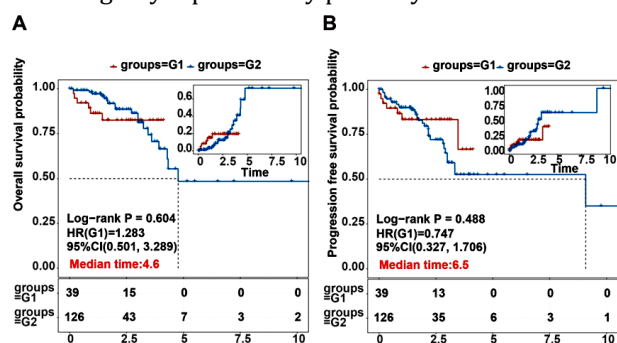 A
groups=G1 groups=G2
Overall survival probability
1.00
0.75
0.50
0.25
0.00
0.6
0.4
0.2
0.0
0 2.5 5 7.5 10
Time
Log-rank P = 0.604
HR(G1)=1.283
95%CI(0.501, 3.289)
Median time:4.6
groups
=G1 39 15 0 0 0
groups
=G2 126 43 7 3 2
0 2.5 5 7.5 10
B
groups=G1 groups=G2
Progression free survival probability
1.00
0.75
0.50
0.25
0.00
1.00
0.75
0.50
0.25
0.00
0 2.5 5 7.5 10
Time
Log-rank P = 0.488
HR(G1)=0.747
95%CI(0.327, 1.706)
Median time:6.5
groups
=G1 39 13 0 0 0
groups
=G2 126 35 6 3 1
0 2.5 5 7.5 10